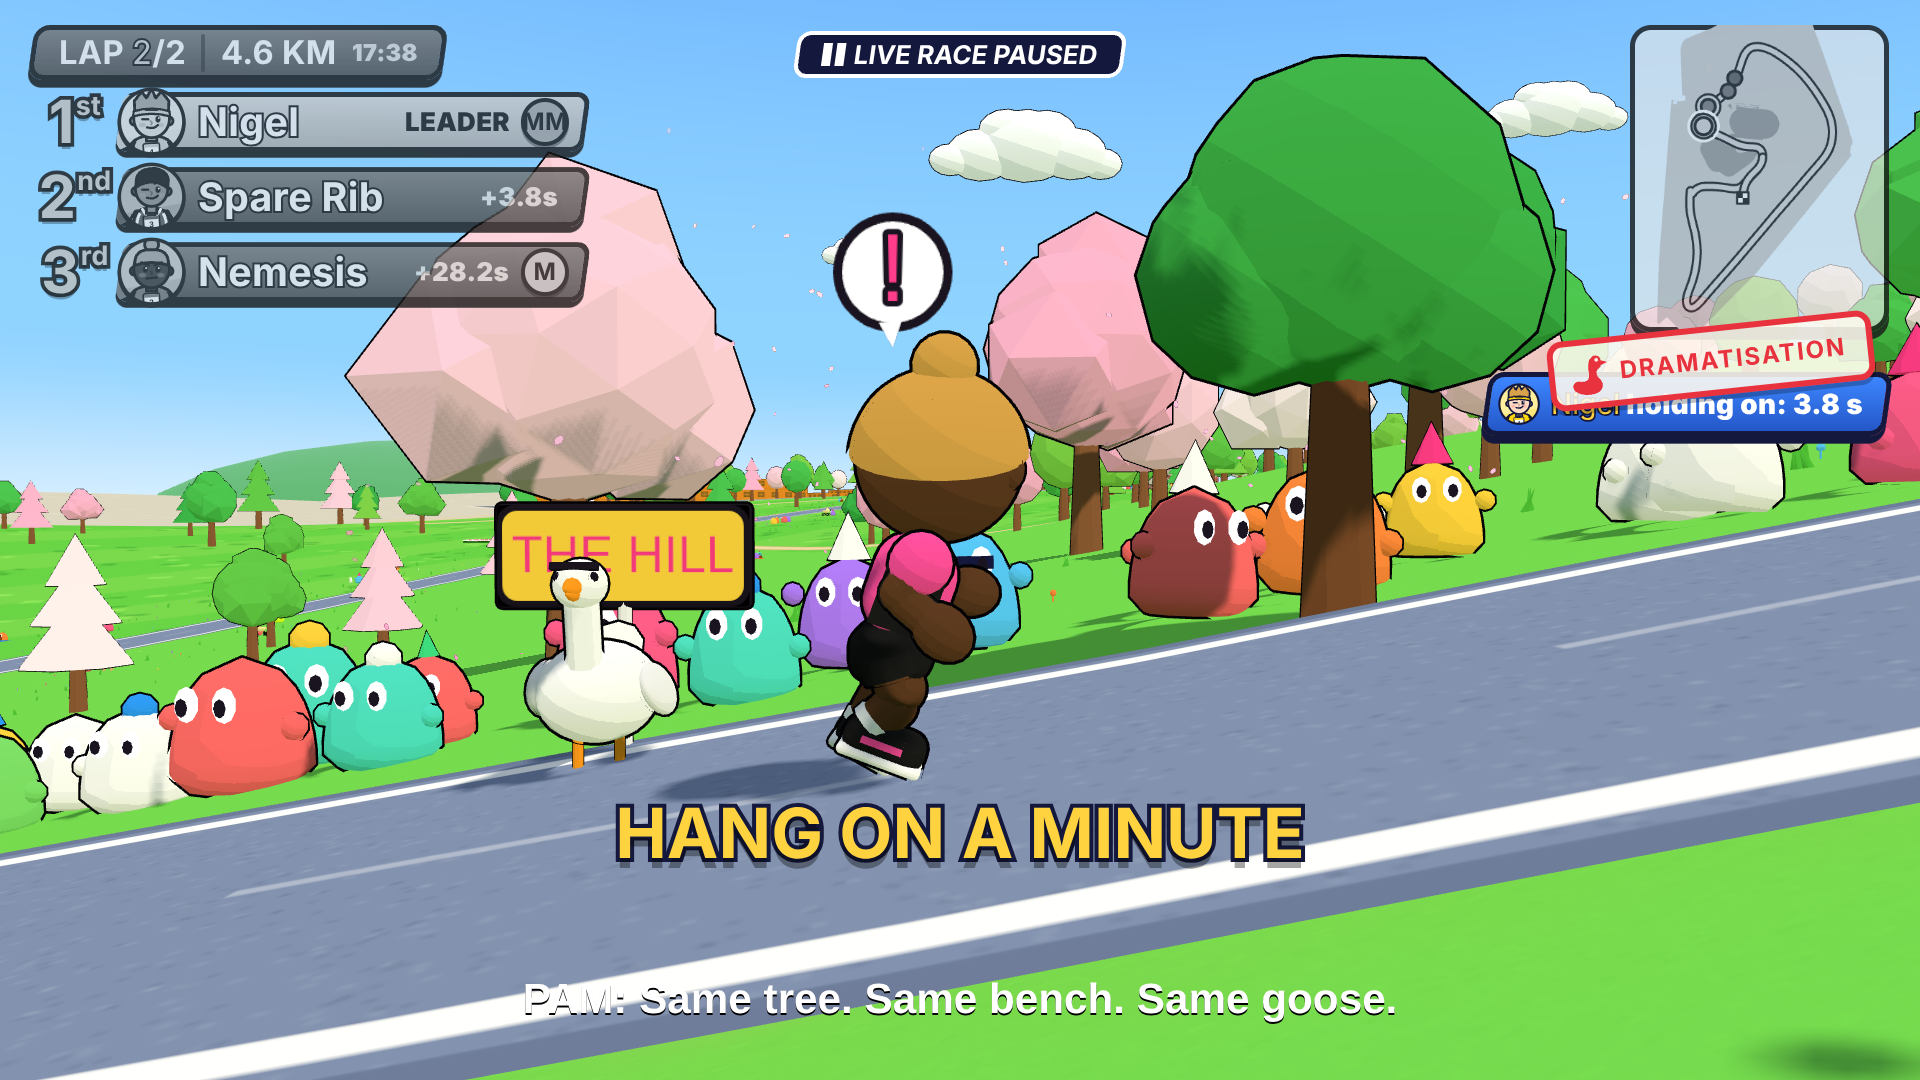 LAP 2/2 4.6 KM 17:38
LIVE RACE PAUSED
1st Nigel LEADER MM
2nd Spare Rib +3.8s
3rd Nemesis +28.2s M
!
DRAMATISATION
Nigel holding on: 3.8 s
THE HILL
HANG ON A MINUTE
PAM: Same tree. Same bench. Same goose.